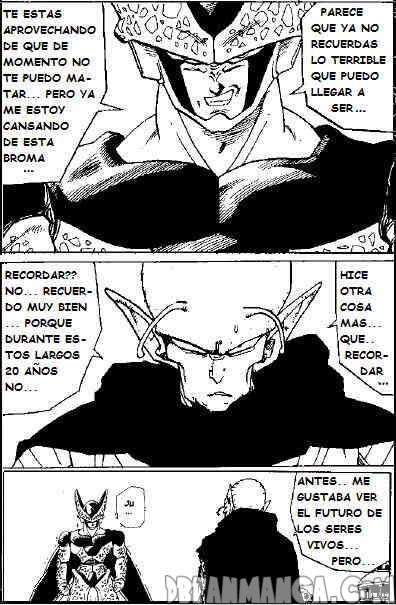 TE ESTAS
APROVECHANDO
DE QUE DE
MOMENTO NO
TE PUEDO MA-
TAR... PERO YA
ME ESTOY
CANSANDO
DE ESTA
BROMA
...
PARECE
QUE YA NO
RECUERDAS
LO TERRIBLE
QUE PUEDO
LLEGAR A
SER...
RECORDAR??
NO... RECUER-
DO MUY BIEN
... PORQUE
DURANTE ES-
TOS LARGOS
20 AÑOS
NO...
HICE
OTRA
COSA
MAS...
QUE..
RECOR-
DAR
...
JU
...
ANTES.. ME
GUSTABA VER
EL FUTURO
DE LOS SERES
VIVOS...
PERO...
DBFANMANGA.COM